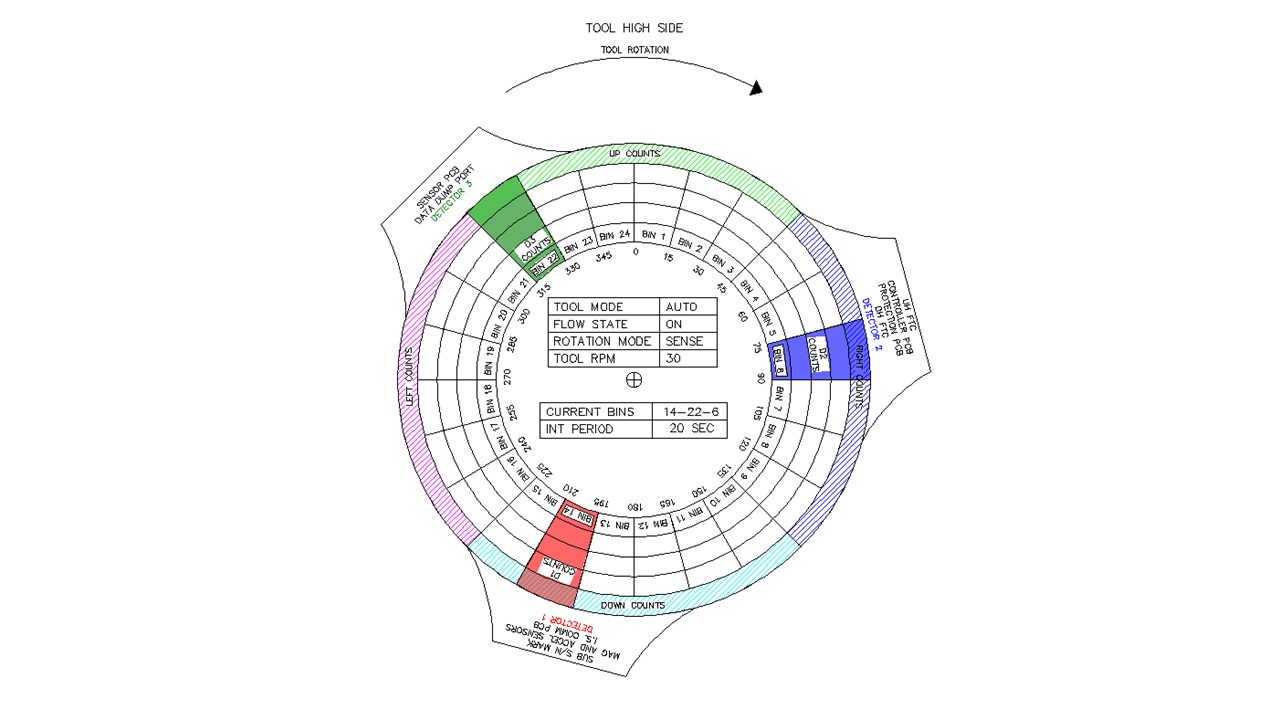 TOOL HIGH SIDE
TOOL ROTATION
UP COUNTS
SENSOR PCB
DATA DUMP PORT
DETECTOR 3
D3
COUNTS
BIN 22
BIN 23
BIN 24
BIN 1
BIN 2
BIN 3
BIN 4
BIN 5
BIN 6
BIN 7
BIN 8
BIN 9
BIN 10
BIN 11
BIN 12
BIN 13
BIN 14
BIN 15
BIN 16
BIN 17
BIN 18
BIN 19
BIN 20
BIN 21
0
15
30
45
60
75
90
105
120
135
150
165
180
195
210
225
240
255
270
285
300
315
330
345
UH FTC
CONTROLLER PCB
PROTECTION PCB
DH FTC
DETECTOR 2
D2
COUNTS
RIGHT COUNTS
LEFT COUNTS
TOOL MODE AUTO
FLOW STATE ON
ROTATION MODE SENSE
TOOL RPM 30
CURRENT BINS 14-22-6
INT PERIOD 20 SEC
D1
COUNTS
DOWN COUNTS
DETECTOR 1
I.S. COMM PCB
MAG AND ACCEL SENSORS
SUB S/N MARK